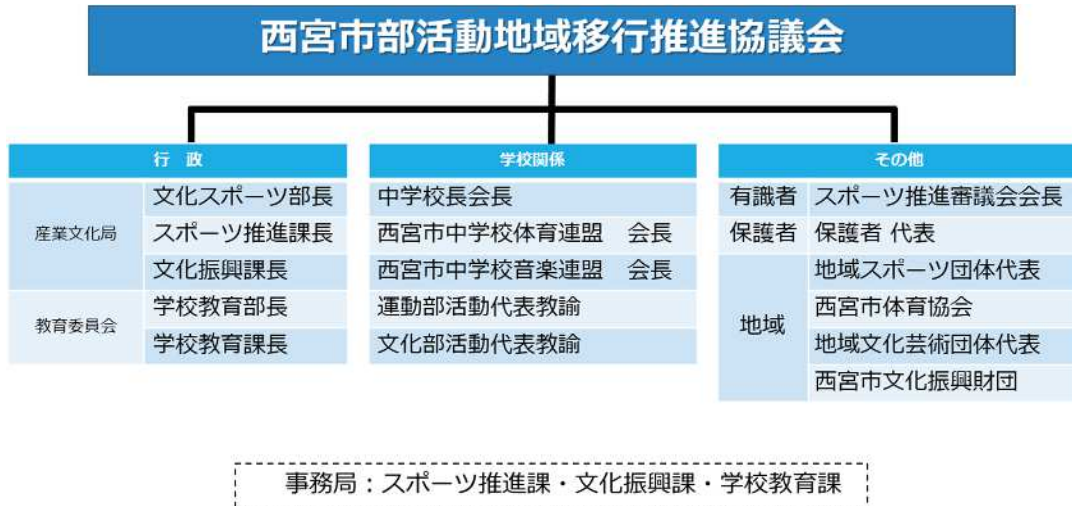 西宮市部活動地域移行推進協議会
行 政
産業文化局
文化スポーツ部長
スポーツ推進課長
文化振興課長
教育委員会
学校教育部長
学校教育課長
学校関係
中学校長会長
西宮市中学校体育連盟 会長
西宮市中学校音楽連盟 会長
運動部活動代表教諭
文化部活動代表教諭
その他
有識者 スポーツ推進審議会会長
保護者 保護者 代表
地域
地域スポーツ団体代表
西宮市体育協会
地域文化芸術団体代表
西宮市文化振興財団
事務局：スポーツ推進課・文化振興課・学校教育課